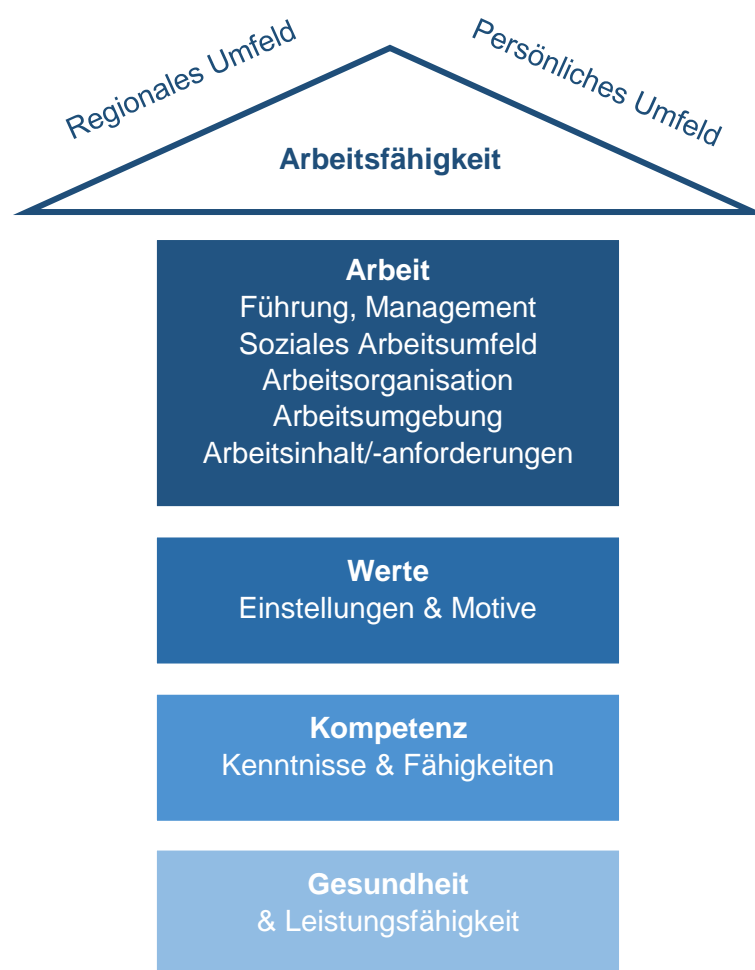 Regionales Umfeld
Persönliches Umfeld
Arbeitsfähigkeit
Arbeit
Führung, Management
Soziales Arbeitsumfeld
Arbeitsorganisation
Arbeitsumgebung
Arbeitsinhalt/-anforderungen
Werte
Einstellungen & Motive
Kompetenz
Kenntnisse & Fähigkeiten
Gesundheit
& Leistungsfähigkeit